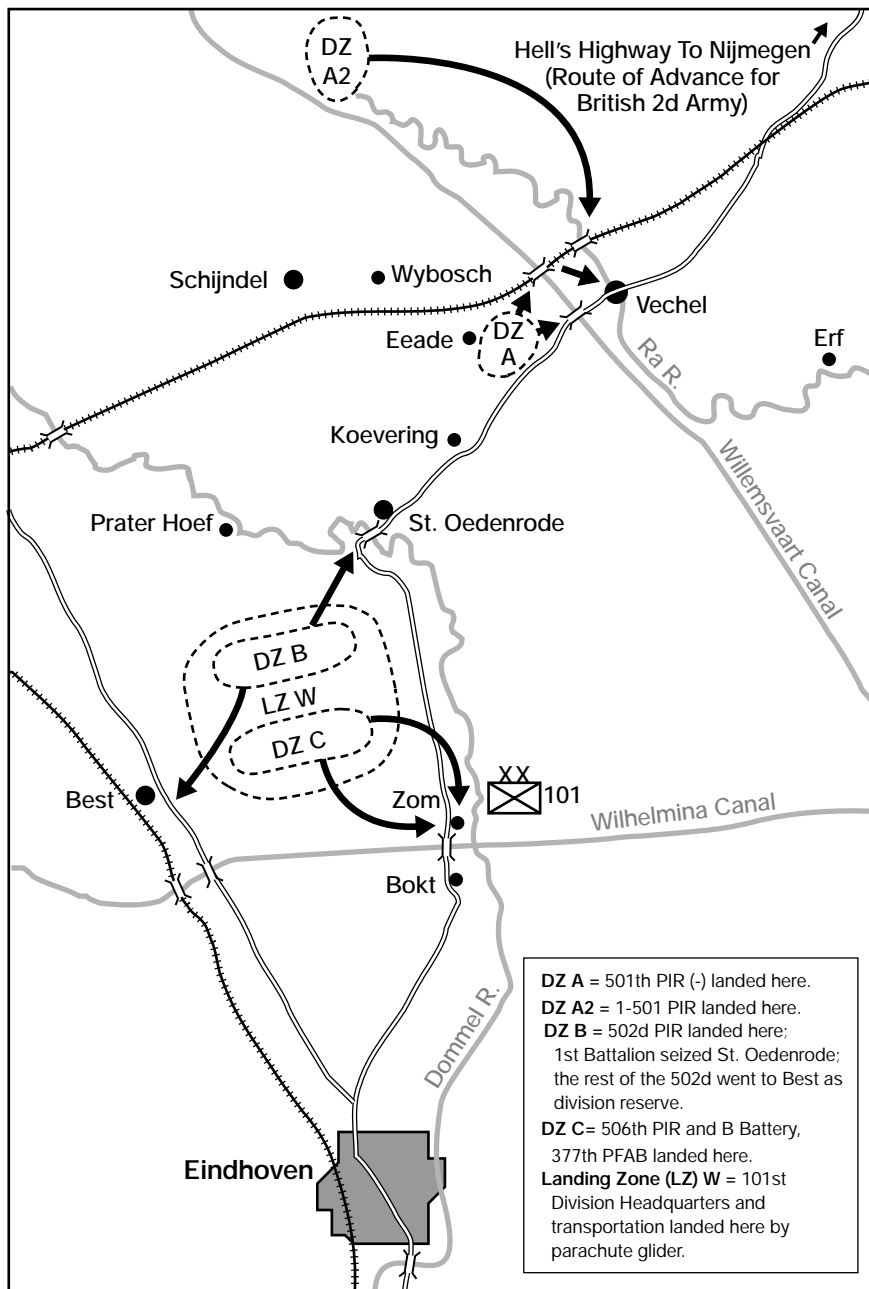 DZ
A2
Hell's Highway To Nijmegen
(Route of Advance for
British 2d Army)
Schijndel
Wybosch
Vechel
Eeade
DZ
A
Erf
Ra R.
Koevering
Willemsvaart Canal
Prater Hoef
St. Oedenrode
DZ B
LZ W
DZ C
XX
101
Best
Zom
Wilhelmina Canal
Bokt
Dommel R.
Eindhoven
DZ A = 501th PIR (-) landed here.
DZ A2 = 1-501 PIR landed here.
DZ B = 502d PIR landed here;
1st Battalion seized St. Oedenrode;
the rest of the 502d went to Best as
division reserve.
DZ C= 506th PIR and B Battery,
377th PFAB landed here.
Landing Zone (LZ) W = 101st
Division Headquarters and
transportation landed here by
parachute glider.